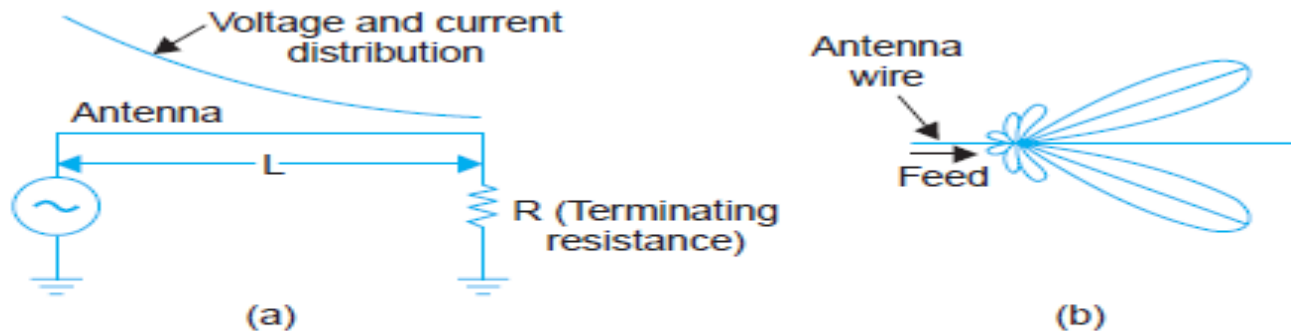 Voltage and current
distribution
Antenna
L
R (Terminating
resistance)
(a)
Antenna
wire
Feed
(b)